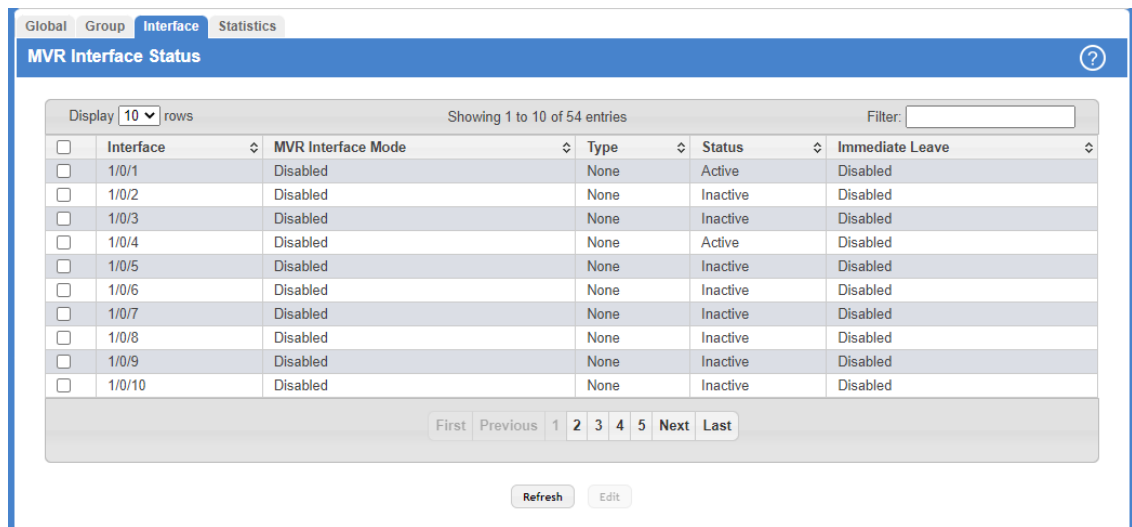 Global Group Interface Statistics
MVR Interface Status ?
Display 10 rows Showing 1 to 10 of 54 entries Filter:
Interface MVR Interface Mode Type Status Immediate Leave
1/0/1 Disabled None Active Disabled
1/0/2 Disabled None Inactive Disabled
1/0/3 Disabled None Inactive Disabled
1/0/4 Disabled None Active Disabled
1/0/5 Disabled None Inactive Disabled
1/0/6 Disabled None Inactive Disabled
1/0/7 Disabled None Inactive Disabled
1/0/8 Disabled None Inactive Disabled
1/0/9 Disabled None Inactive Disabled
1/0/10 Disabled None Inactive Disabled
First Previous 1 2 3 4 5 Next Last
Refresh Edit